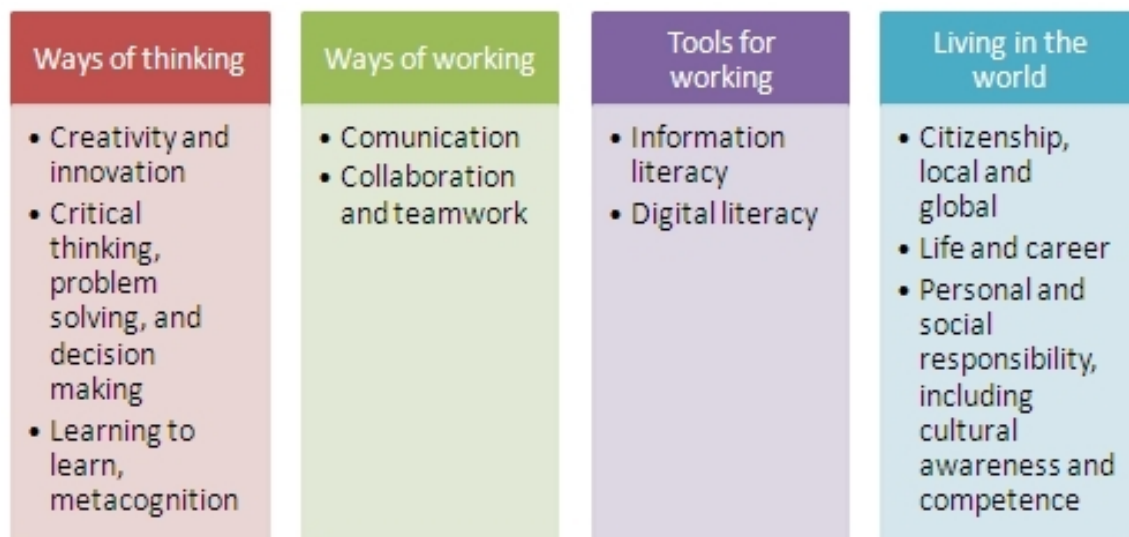 Ways of thinking
• Creativity and
innovation
• Critical
thinking,
problem
solving, and
decision
making
• Learning to
learn,
metacognition
Ways of working
• Comunication
• Collaboration
and teamwork
Tools for
working
• Information
literacy
• Digital literacy
Living in the
world
• Citizenship,
local and
global
• Life and career
• Personal and
social
responsibility,
including
cultural
awareness and
competence